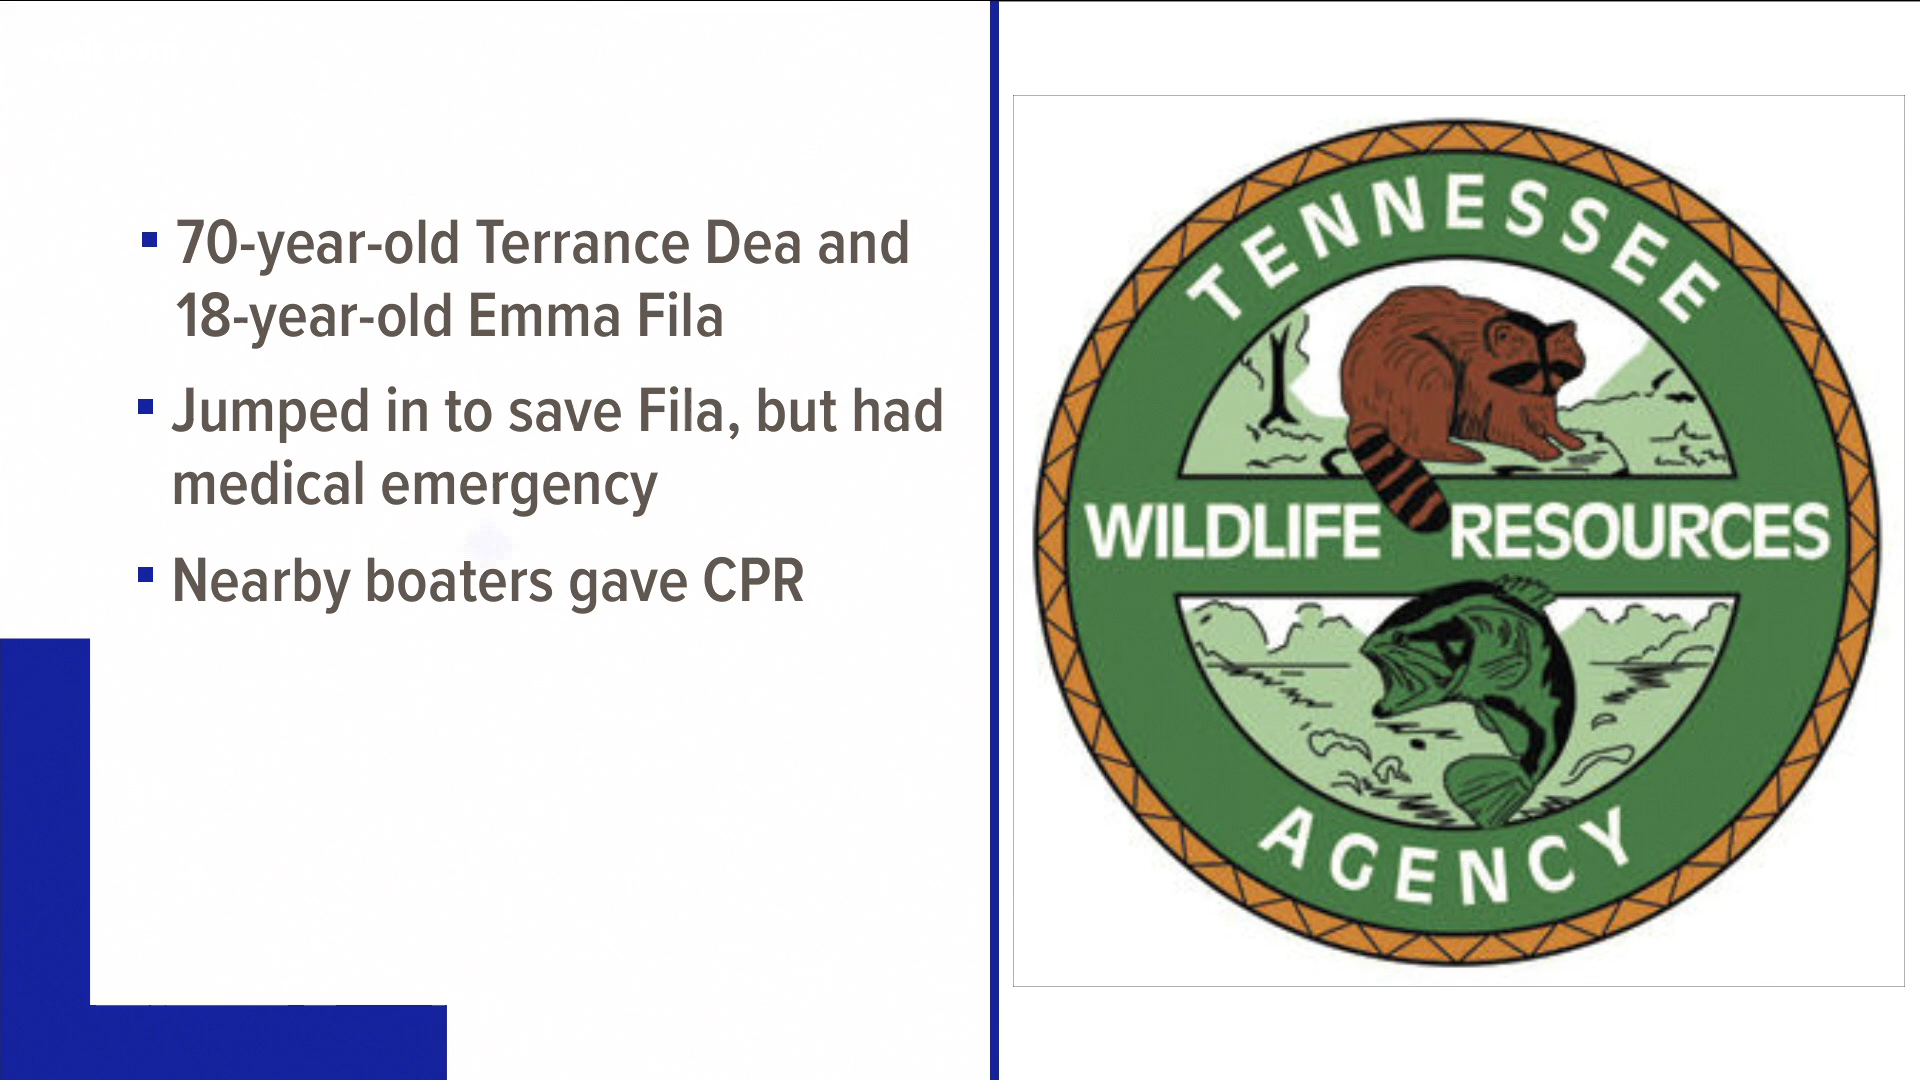 70-year-old Terrance Dea and
18-year-old Emma Fila
Jumped in to save Fila, but had
medical emergency
Nearby boaters gave CPR
TENNESSEE
WILDLIFE RESOURCES
AGENCY